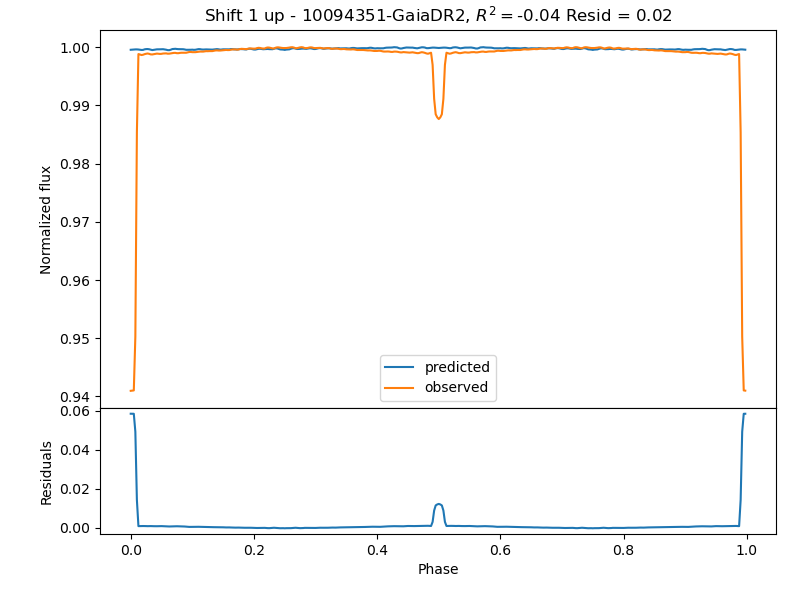 Shift 1 up - 10094351-GaiaDR2, $R^2 = $-0.04 Resid = 0.02
Normalized flux
1.00
0.99
0.98
0.97
0.96
0.95
0.94
predicted
observed
Residuals
0.06
0.04
0.02
0.00
0.0 0.2 0.4 0.6 0.8 1.0
Phase